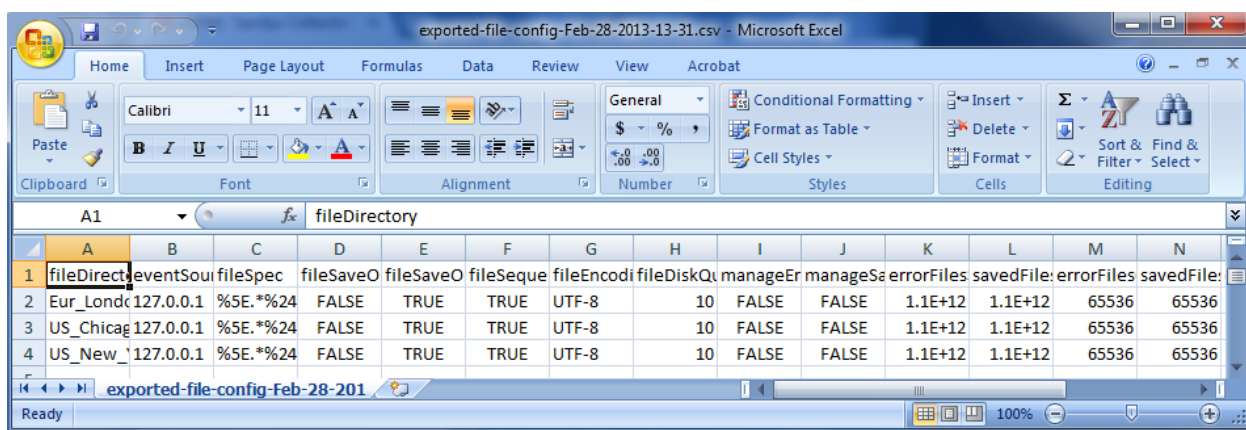 exported-file-config-Feb-28-2013-13-31.csv - Microsoft Excel
Home Insert Page Layout Formulas Data Review View Acrobat
Calibri 11 A A General Conditional Formatting Insert Σ
Paste B I U A $ % , Format as Table Delete Sort & Find &
.0 .00 .00 .0 Cell Styles Format Filter Select
Clipboard Font Alignment Number Styles Cells Editing
A1 fx fileDirectory
A B C D E F G H I J K L M N
1 fileDirect eventSou fileSpec fileSaveO fileSaveO fileSeque fileEncodi fileDiskQu manageEr manageSa errorFiles savedFile errorFiles savedFile
2 Eur_Londo 127.0.0.1 %5E.*%24 FALSE TRUE TRUE UTF-8 10 FALSE FALSE 1.1E+12 1.1E+12 65536 65536
3 US_Chicag 127.0.0.1 %5E.*%24 FALSE TRUE TRUE UTF-8 10 FALSE FALSE 1.1E+12 1.1E+12 65536 65536
4 US_New_ 127.0.0.1 %5E.*%24 FALSE TRUE TRUE UTF-8 10 FALSE FALSE 1.1E+12 1.1E+12 65536 65536
exported-file-config-Feb-28-201
Ready 100%